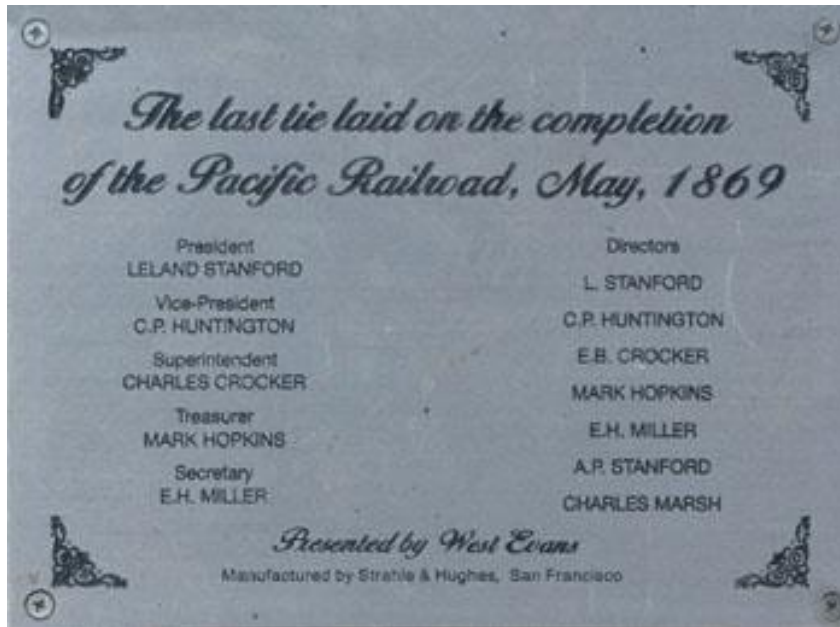 The last tie laid on the completion
of the Pacific Railroad, May, 1869
President
LELAND STANFORD
Vice-President
C.P. HUNTINGTON
Superintendent
CHARLES CROCKER
Treasurer
MARK HOPKINS
Secretary
E.H. MILLER
Directors
L. STANFORD
C.P. HUNTINGTON
E.B. CROCKER
MARK HOPKINS
E.H. MILLER
A.P. STANFORD
CHARLES MARSH
Presented by West Evans
Manufactured by Strahle & Hughes, San Francisco